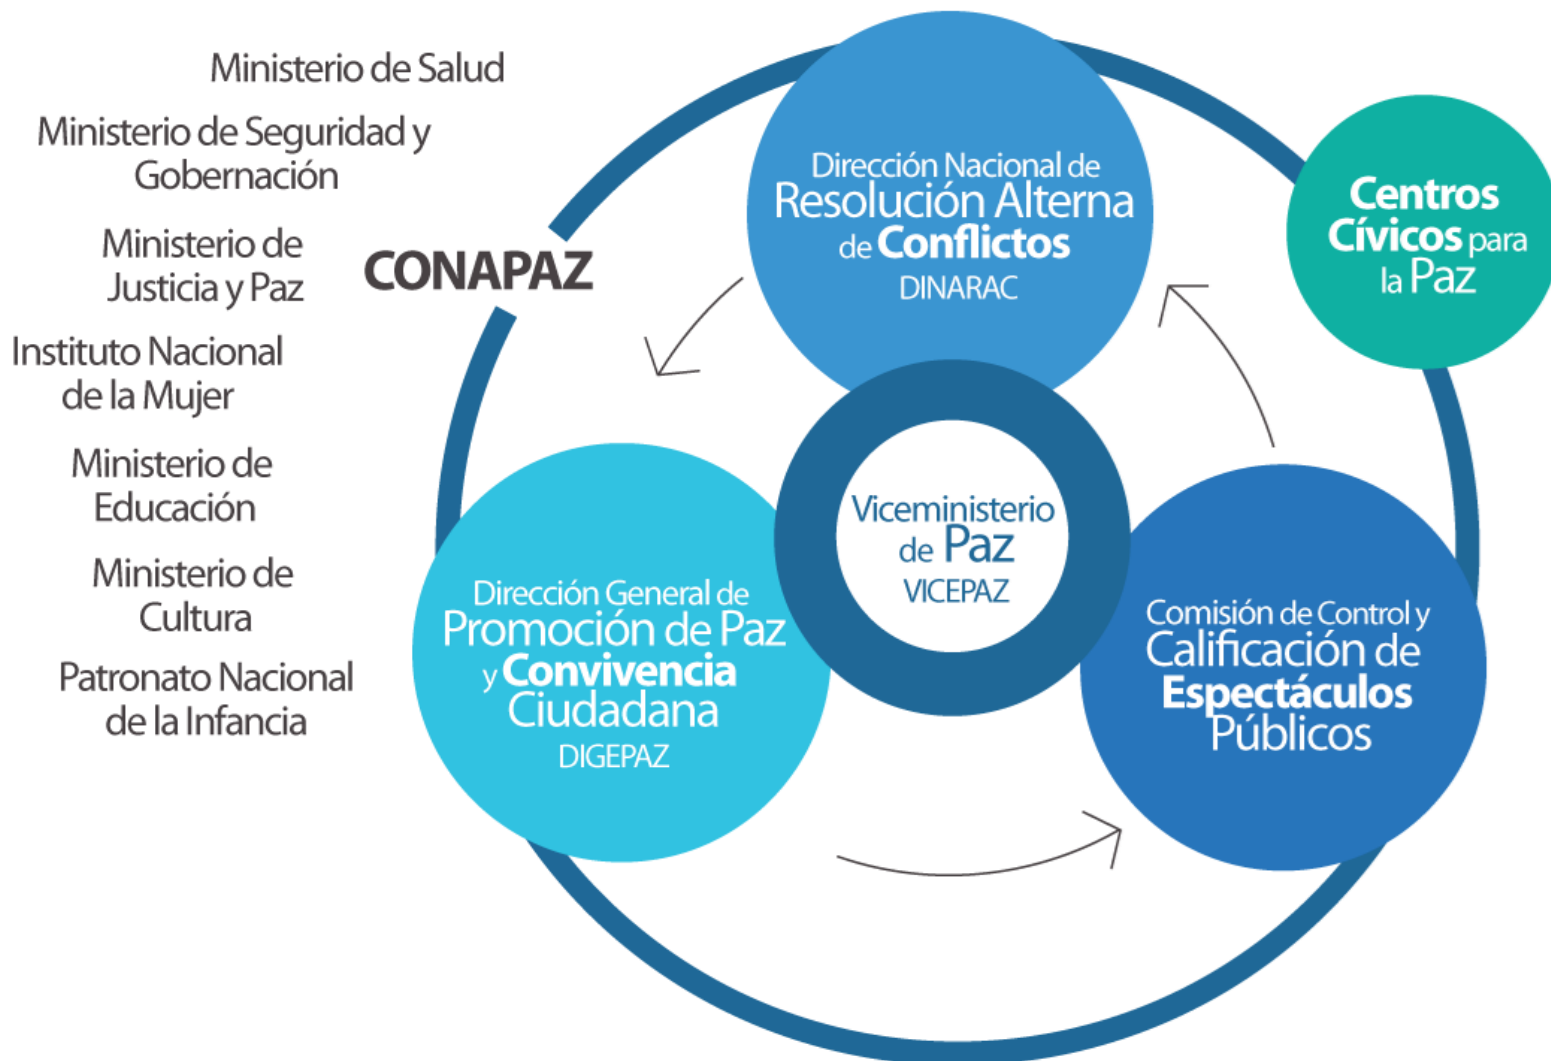 Ministerio de Salud
Ministerio de Seguridad y
Gobernación
Ministerio de
Justicia y Paz
Instituto Nacional
de la Mujer
Ministerio de
Educación
Ministerio de
Cultura
Patronato Nacional
de la Infancia
CONAPAZ
Dirección Nacional de
Resolución Alterna
de Conflictos
DINARAC
Centros
Cívicos para
la Paz
Viceministerio
de Paz
VICEPAZ
Dirección General de
Promoción de Paz
y Convivencia
Ciudadana
DIGEPAZ
Comisión de Control y
Calificación de
Espectáculos
Públicos